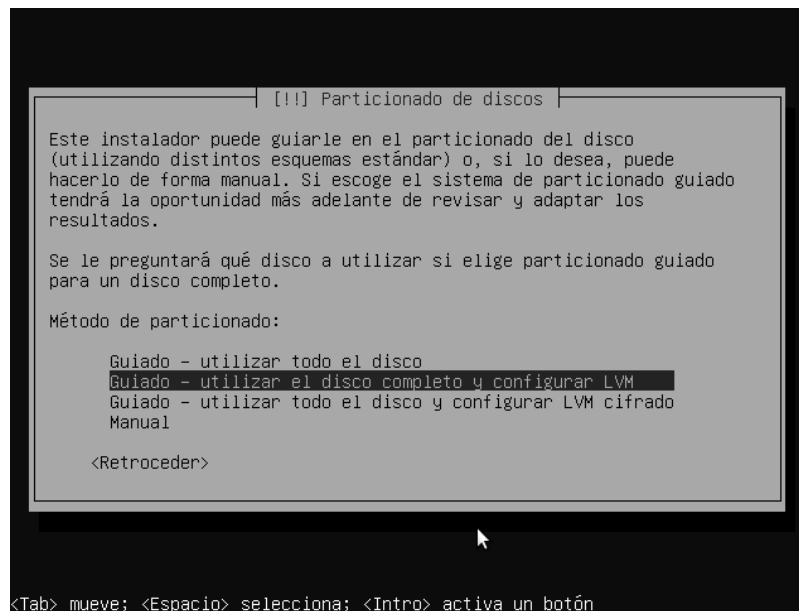 [!!] Particionado de discos
Este instalador puede guiarle en el particionado del disco
(utilizando distintos esquemas estándar) o, si lo desea, puede
hacerlo de forma manual. Si escoge el sistema de particionado guiado
tendrá la oportunidad más adelante de revisar y adaptar los
resultados.
Se le preguntará qué disco a utilizar si elige particionado guiado
para un disco completo.
Método de particionado:
Guiado – utilizar todo el disco
Guiado – utilizar el disco completo y configurar LVM
Guiado – utilizar todo el disco y configurar LVM cifrado
Manual
<Retroceder>
<Tab> mueve; <Espacio> selecciona; <Intro> activa un botón